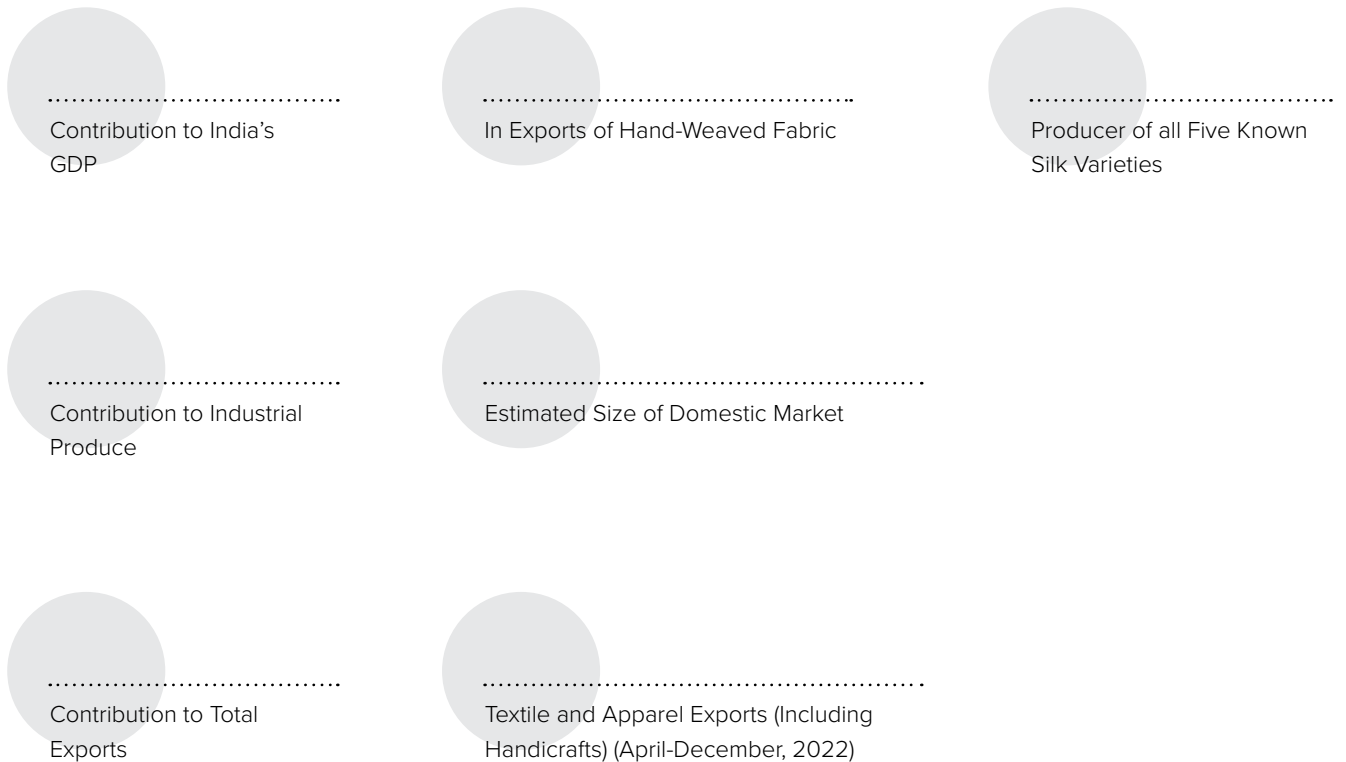 Contribution to India’s
GDP
In Exports of Hand-Weaved Fabric
Producer of all Five Known
Silk Varieties
Contribution to Industrial
Produce
Estimated Size of Domestic Market
Contribution to Total
Exports
Textile and Apparel Exports (Including
Handicrafts) (April-December, 2022)